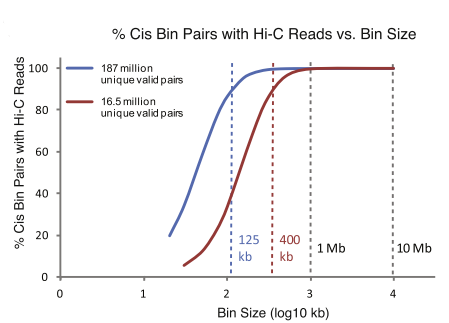 % Cis Bin Pairs with Hi-C Reads vs. Bin Size
% Cis Bin Pairs with Hi-C Reads
100
80
60
40
20
0
187 million
unique valid pairs
16.5 million
unique valid pairs
125
kb
400
kb
1 Mb
10 Mb
0
1
2
3
4
Bin Size (log10 kb)